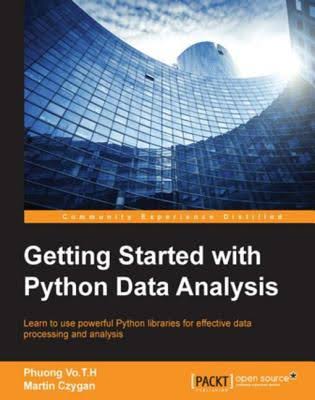 Community Experience Distilled
Getting Started with
Python Data Analysis
Learn to use powerful Python libraries for effective data
processing and analysis
Phuong Vo.T.H
Martin Czygan
[PACKT] open source*
PUBLISHING